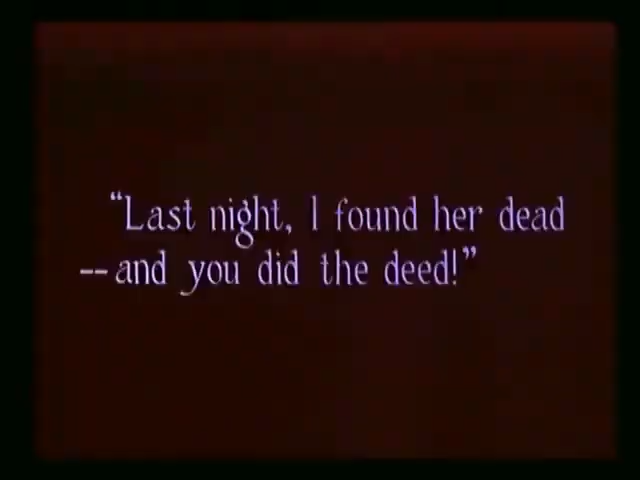 “Last night, I found her dead
--and you did the deed!”